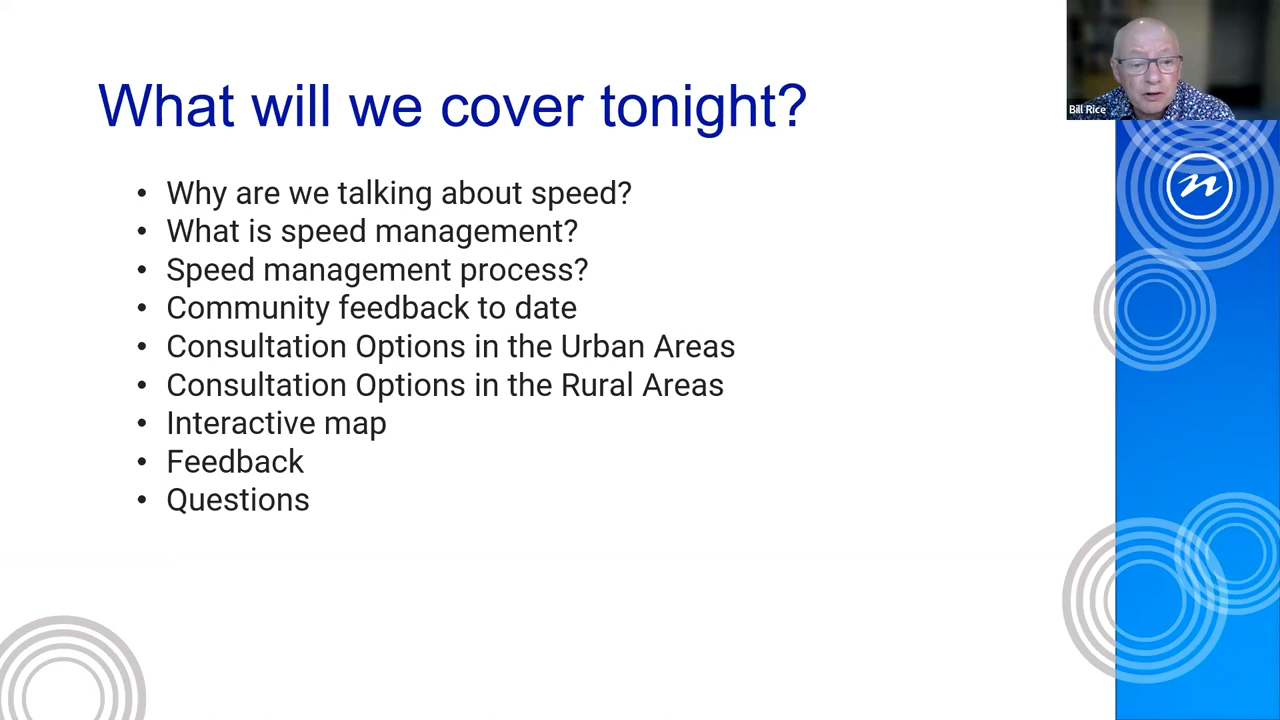 What will we cover tonight?
Bill Rice
• Why are we talking about speed?
• What is speed management?
• Speed management process?
• Community feedback to date
• Consultation Options in the Urban Areas
• Consultation Options in the Rural Areas
• Interactive map
• Feedback
• Questions
n